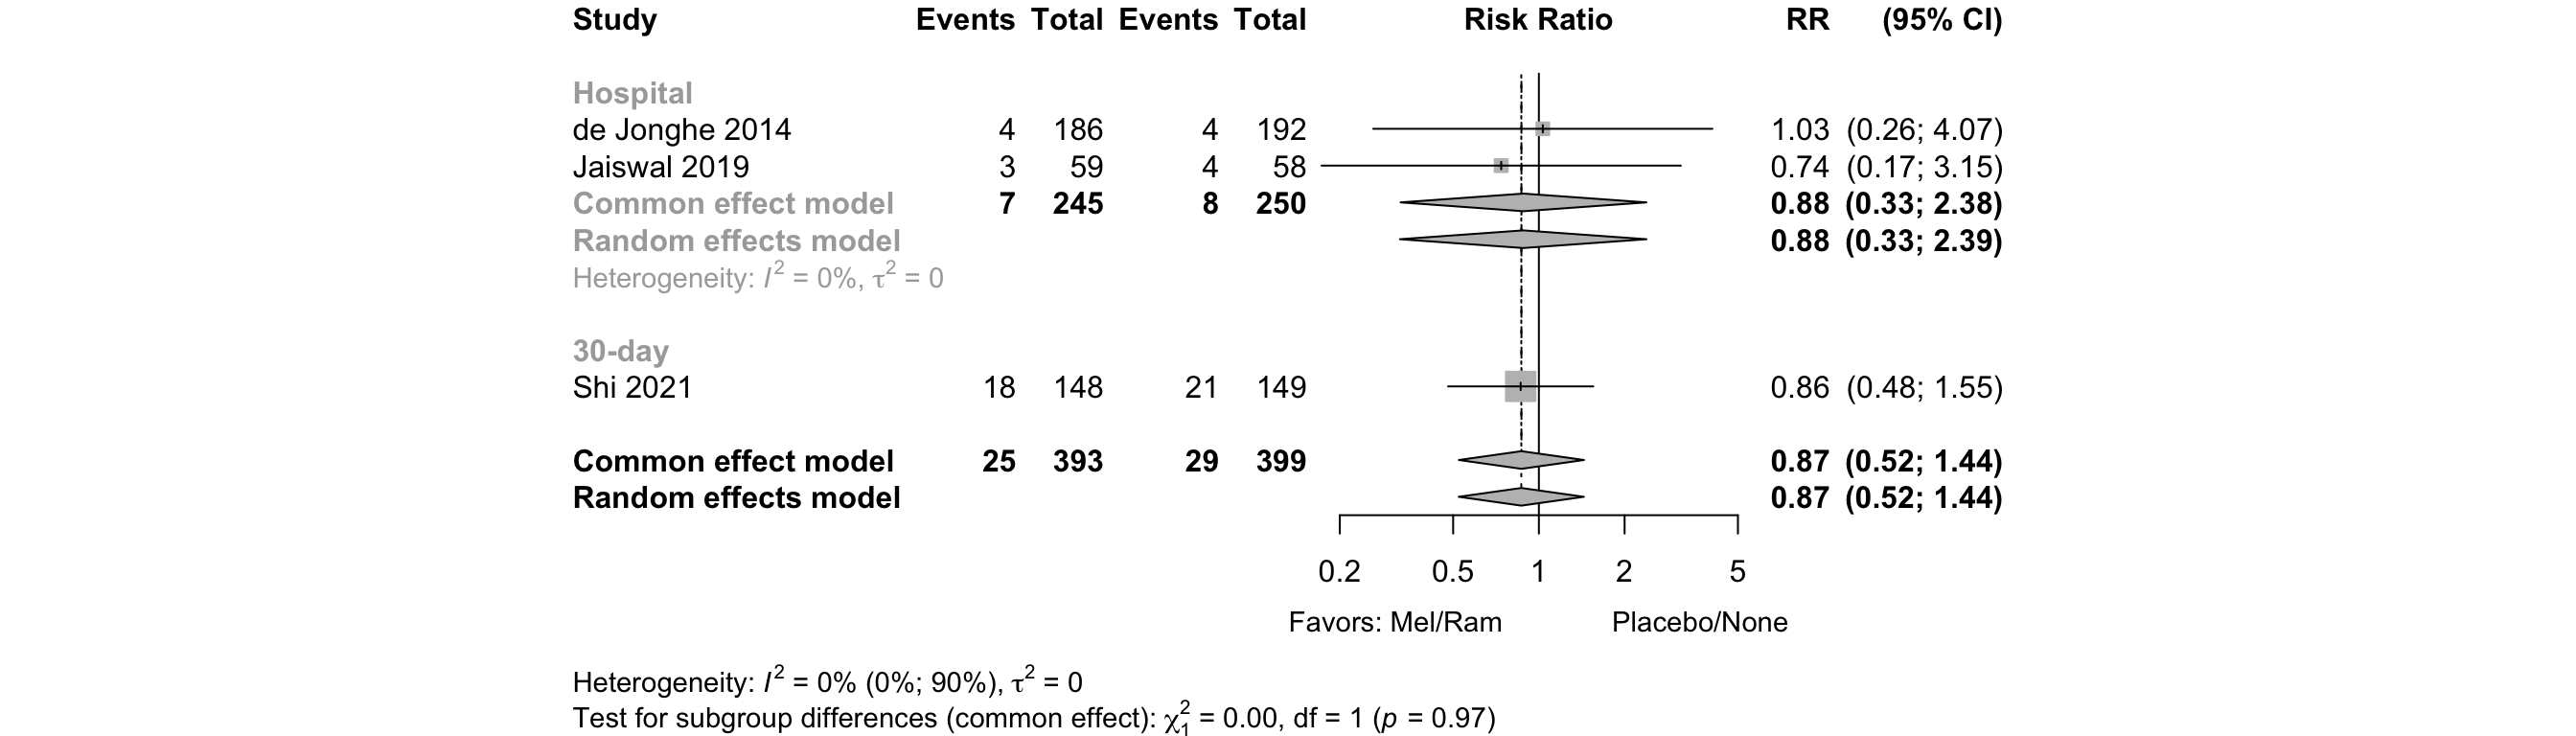 Study Events Total Events Total Risk Ratio RR (95% CI)
Hospital
de Jonghe 2014 4 186 4 192 1.03 (0.26; 4.07)
Jaiswal 2019 3 59 4 58 0.74 (0.17; 3.15)
Common effect model 7 245 8 250 0.88 (0.33; 2.38)
Random effects model 0.88 (0.33; 2.39)
Heterogeneity: I² = 0%, τ² = 0
30-day
Shi 2021 18 148 21 149 0.86 (0.48; 1.55)
Common effect model 25 393 29 399 0.87 (0.52; 1.44)
Random effects model 0.87 (0.52; 1.44)
0.2 0.5 1 2 5
Favors: Mel/Ram Placebo/None
Heterogeneity: I² = 0% (0%; 90%), τ² = 0
Test for subgroup differences (common effect): χ²₁ = 0.00, df = 1 (p = 0.97)